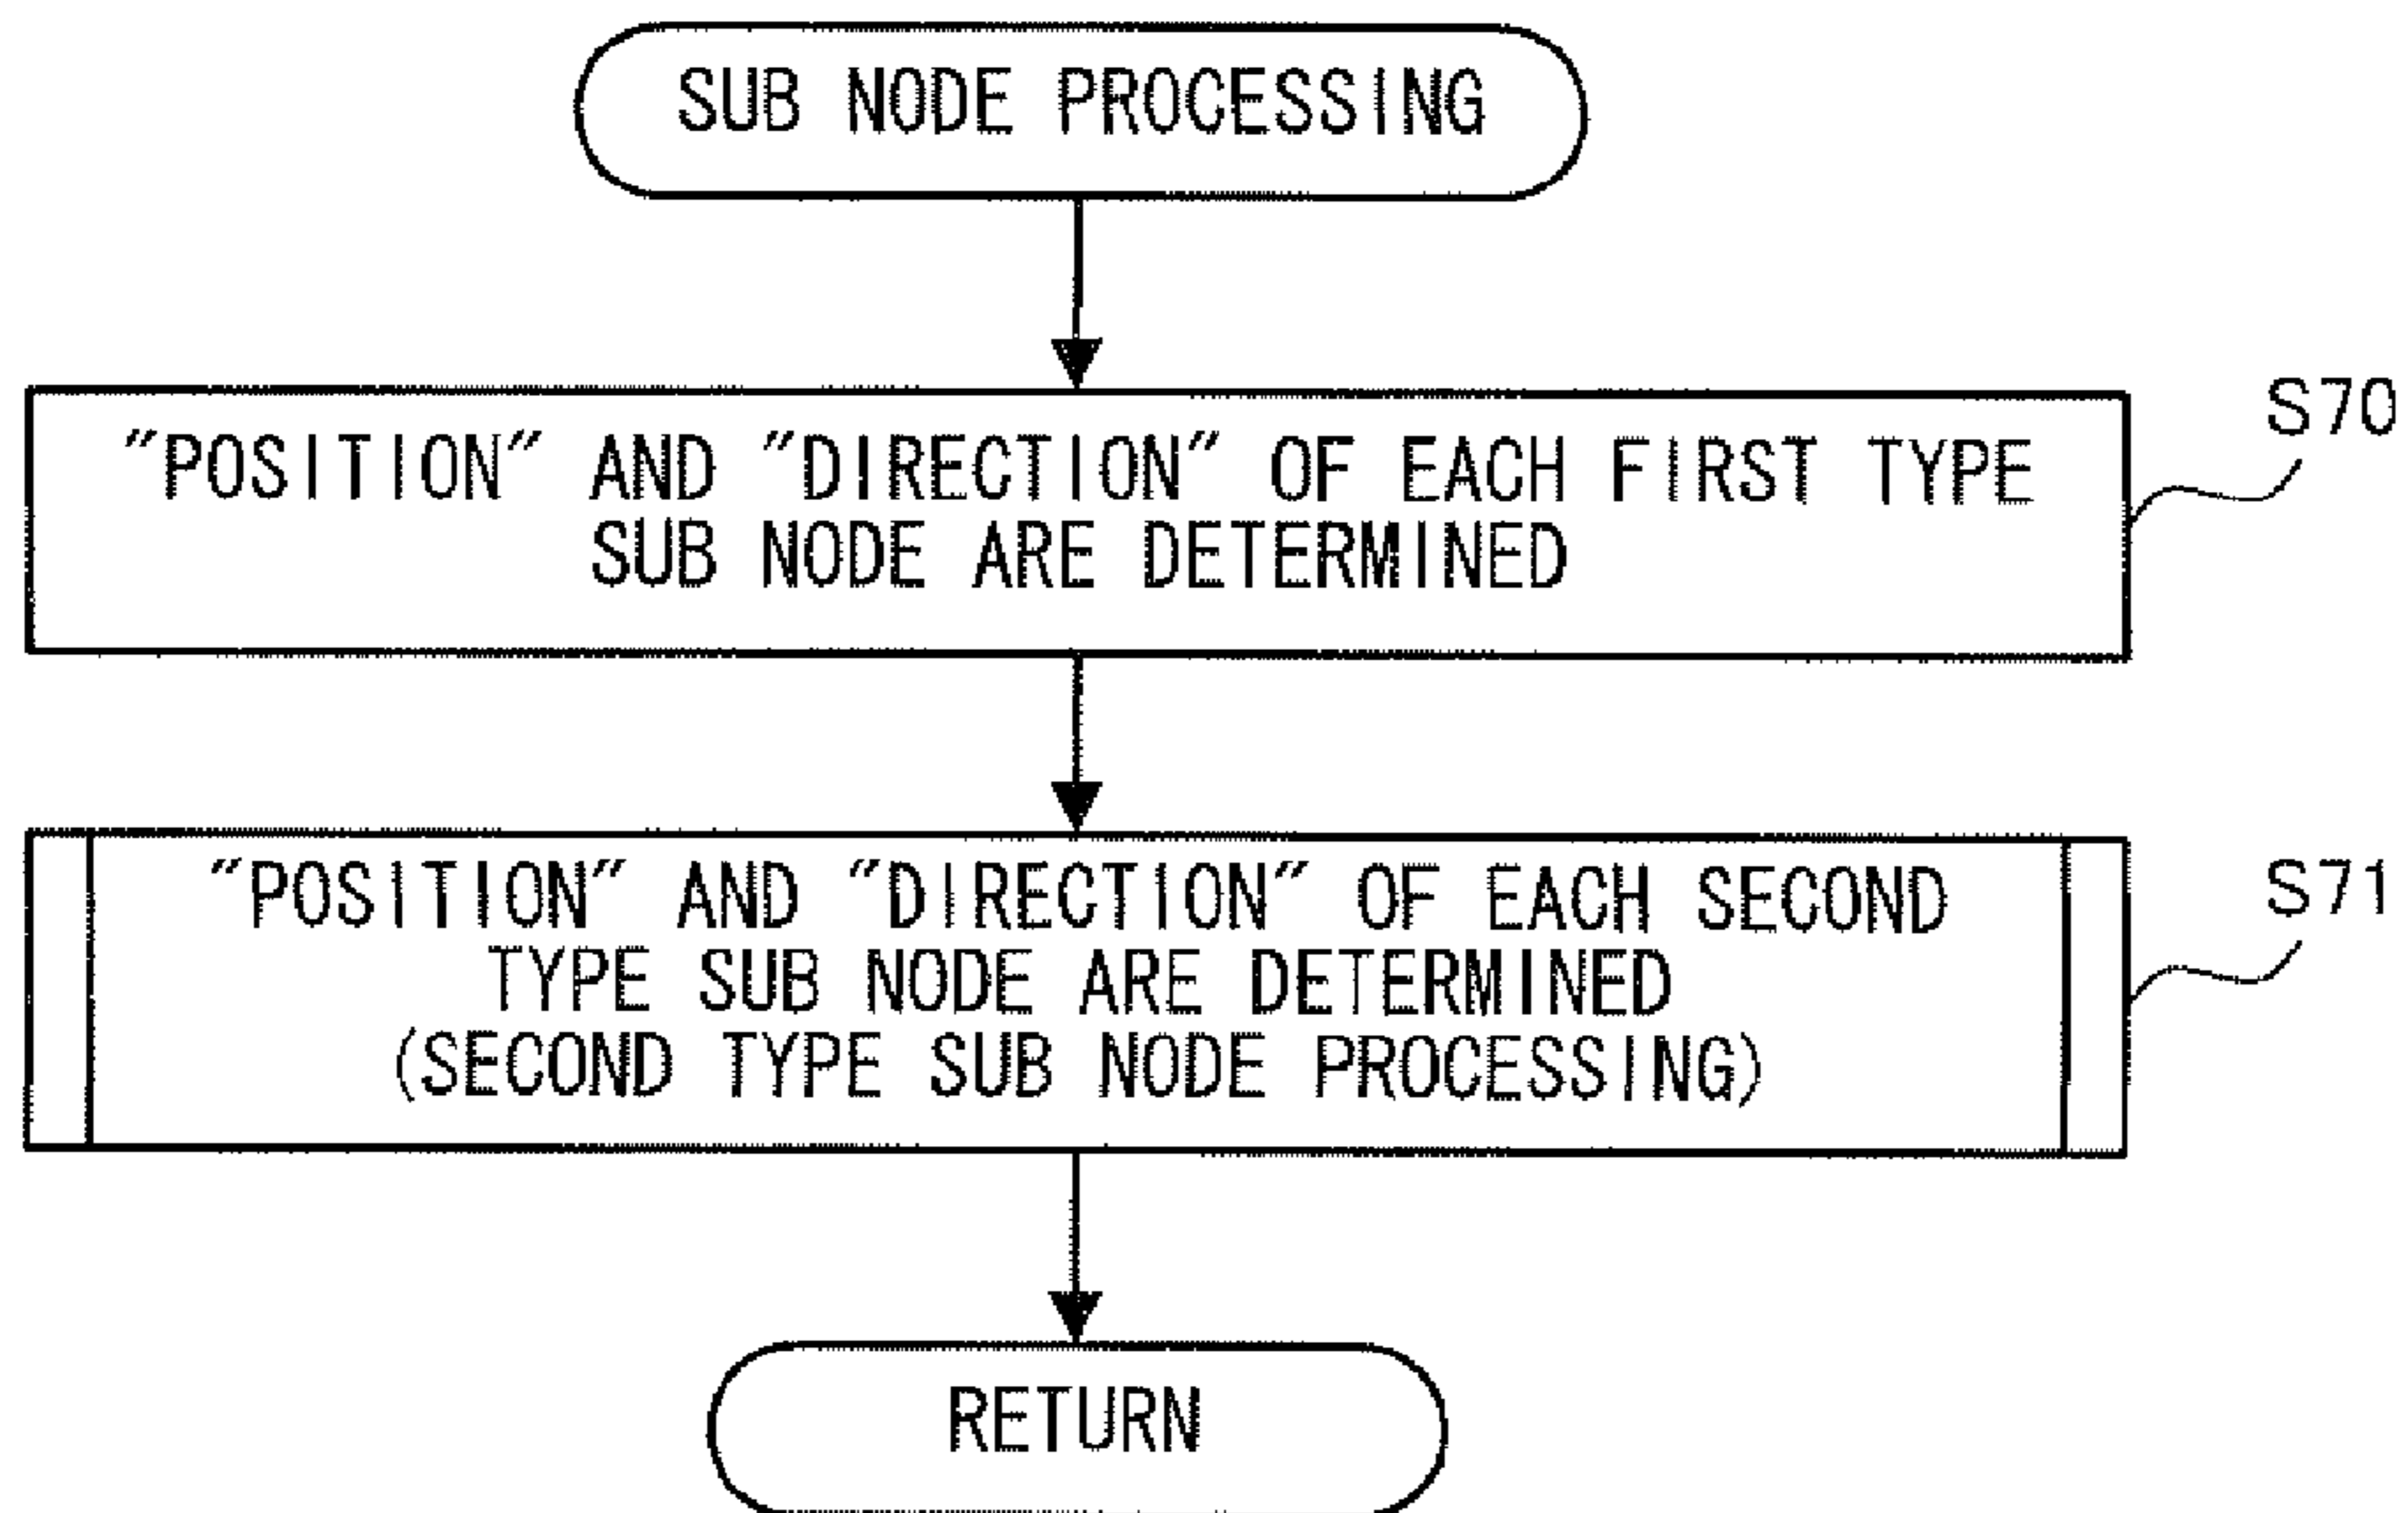 SUB NODE PROCESSING
"POSITION" AND "DIRECTION" OF EACH FIRST TYPE
SUB NODE ARE DETERMINED
S70
"POSITION" AND "DIRECTION" OF EACH SECOND
TYPE SUB NODE ARE DETERMINED
(SECOND TYPE SUB NODE PROCESSING)
S71
RETURN